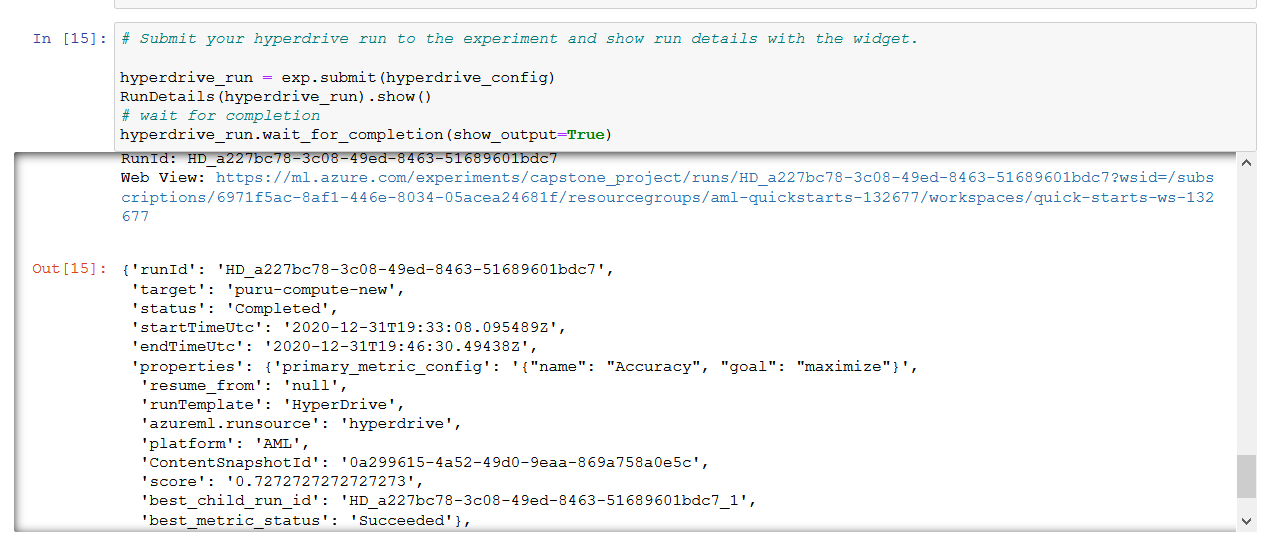 In [15]: # Submit your hyperdrive run to the experiment and show run details with the widget.
hyperdrive_run = exp.submit(hyperdrive_config)
RunDetails(hyperdrive_run).show()
# wait for completion
hyperdrive_run.wait_for_completion(show_output=True)
RunId: HD_a227bc78-3c08-49ed-8463-51689601bdc7
Web View: https://ml.azure.com/experiments/capstone_project/runs/HD_a227bc78-3c08-49ed-8463-51689601bdc7?wsid=/subs
criptions/6971f5ac-8af1-446e-8034-05acea24681f/resourcegroups/aml-quickstarts-132677/workspaces/quick-starts-ws-132
677
Out[15]: {'runId': 'HD_a227bc78-3c08-49ed-8463-51689601bdc7',
'target': 'puru-compute-new',
'status': 'Completed',
'startTimeUtc': '2020-12-31T19:33:08.095489Z',
'endTimeUtc': '2020-12-31T19:46:30.49438Z',
'properties': {'primary_metric_config': '{"name": "Accuracy", "goal": "maximize"}',
'resume_from': 'null',
'runTemplate': 'HyperDrive',
'azureml.runsource': 'hyperdrive',
'platform': 'AML',
'ContentSnapshotId': '0a299615-4a52-49d0-9eaa-869a758a0e5c',
'score': '0.7272727272727273',
'best_child_run_id': 'HD_a227bc78-3c08-49ed-8463-51689601bdc7_1',
'best_metric_status': 'Succeeded'},